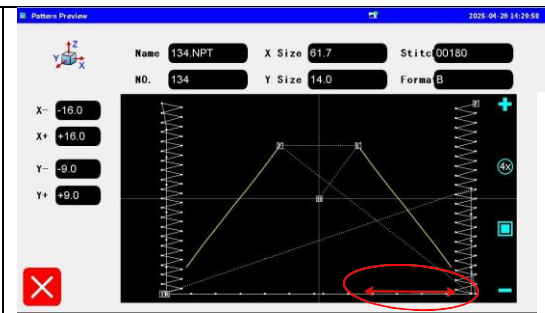 Pattern Preview 2025-04-26 14:29:58
Z
Y X
Name 134.NPT X Size 61.7 Stitc 00180
NO. 134 Y Size 14.0 Forma B
X- -16.0
X+ +16.0
Y- -9.0
Y+ +9.0
4x